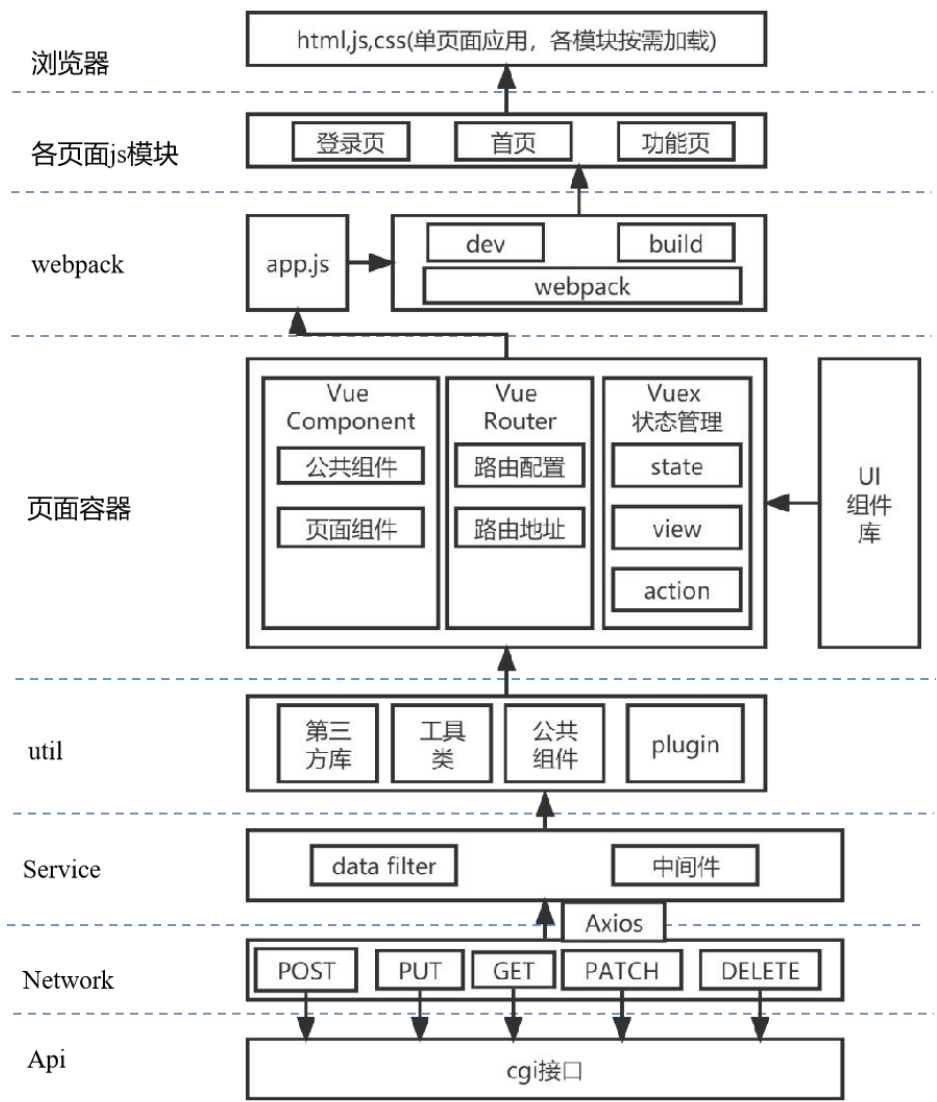 html,js,css(单页面应用，各模块按需加载)
浏览器
登录页
首页
功能页
各页面js模块
dev
build
webpack
app.js
webpack
Vue
Component
公共组件
页面组件
Vue
Router
路由配置
路由地址
Vuex
状态管理
state
view
action
UI
组件
库
页面容器
第三
方库
工具
类
公共
组件
plugin
util
data filter
中间件
Service
Axios
POST
PUT
GET
PATCH
DELETE
Network
cgi接口
Api